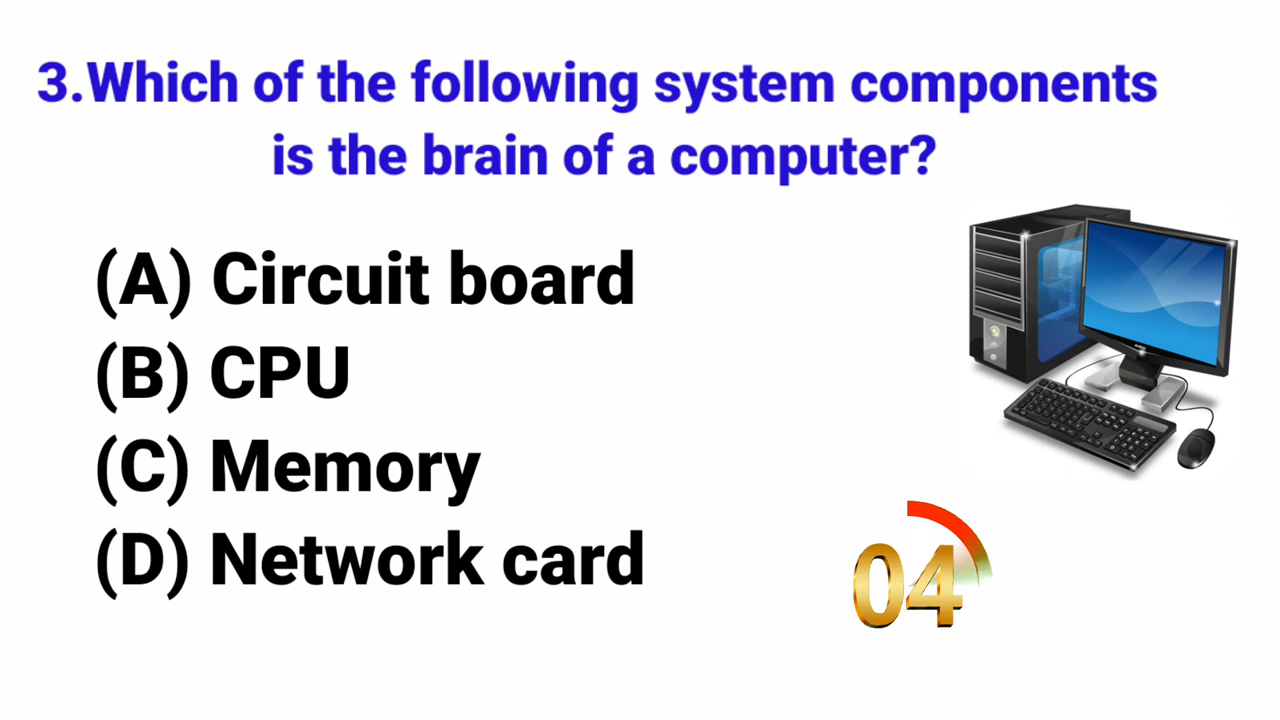 3.Which of the following system components
is the brain of a computer?
(A) Circuit board
(B) CPU
(C) Memory
(D) Network card
04